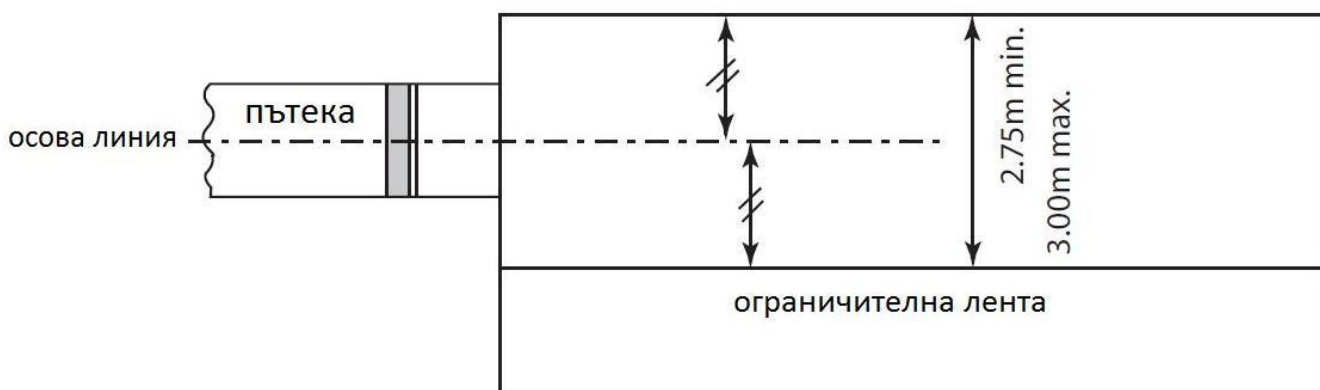 пътека
осова линия
2.75m min.
3.00m max.
ограничителна лента